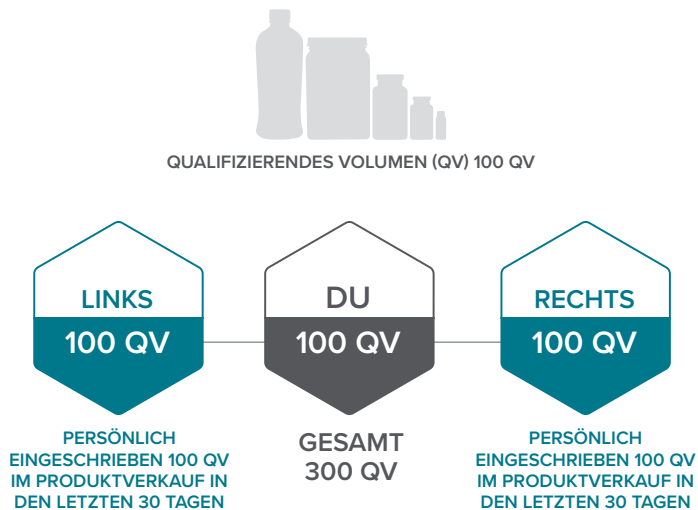 QUALIFIZIERENDES VOLUMEN (QV) 100 QV
LINKS
100 QV
PERSÖNLICH
EINGESCHRIEBEN 100 QV
IM PRODUKTVERKAUF IN
DEN LETZTEN 30 TAGEN
DU
100 QV
GESAMT
300 QV
RECHTS
100 QV
PERSÖNLICH
EINGESCHRIEBEN 100 QV
IM PRODUKTVERKAUF IN
DEN LETZTEN 30 TAGEN